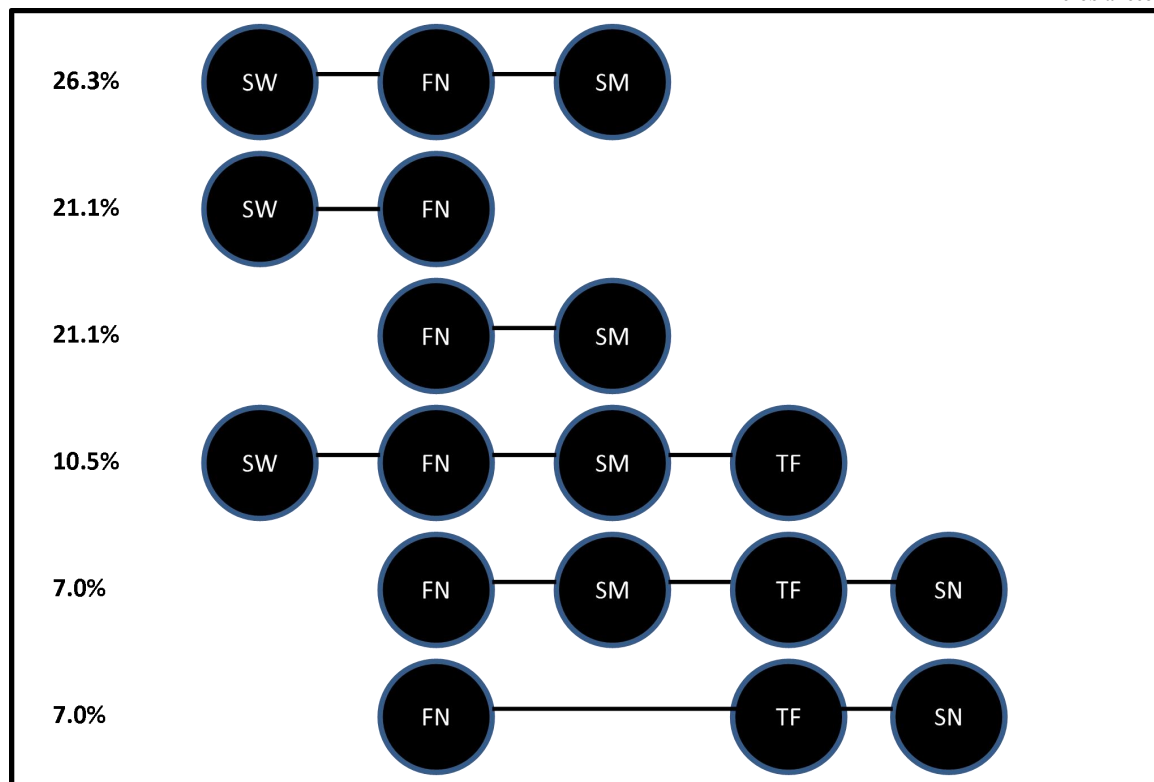 26.3% SW FN SM
21.1% SW FN
21.1% FN SM
10.5% SW FN SM TF
7.0% FN SM TF SN
7.0% FN TF SN